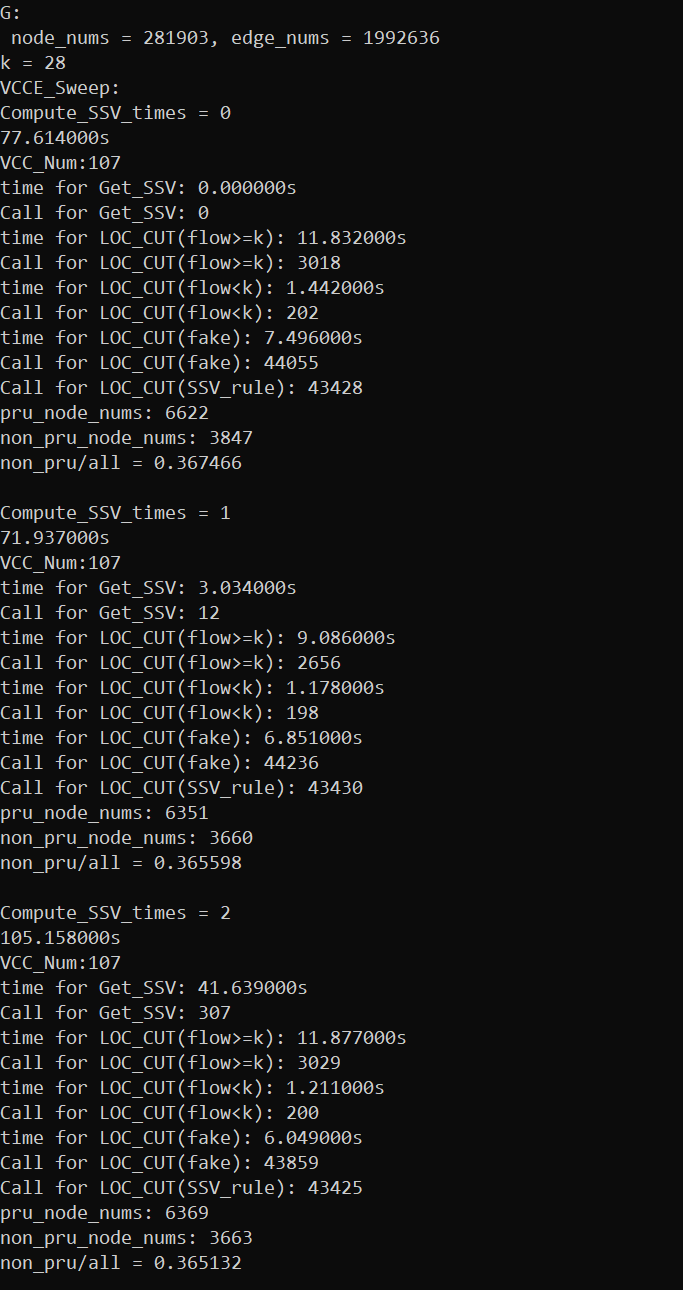 G:
 node_nums = 281903, edge_nums = 1992636
k = 28
VCCE_Sweep:
Compute_SSV_times = 0
77.614000s
VCC_Num:107
time for Get_SSV: 0.000000s
Call for Get_SSV: 0
time for LOC_CUT(flow>=k): 11.832000s
Call for LOC_CUT(flow>=k): 3018
time for LOC_CUT(flow<k): 1.442000s
Call for LOC_CUT(flow<k): 202
time for LOC_CUT(fake): 7.496000s
Call for LOC_CUT(fake): 44055
Call for LOC_CUT(SSV_rule): 43428
pru_node_nums: 6622
non_pru_node_nums: 3847
non_pru/all = 0.367466

Compute_SSV_times = 1
71.937000s
VCC_Num:107
time for Get_SSV: 3.034000s
Call for Get_SSV: 12
time for LOC_CUT(flow>=k): 9.086000s
Call for LOC_CUT(flow>=k): 2656
time for LOC_CUT(flow<k): 1.178000s
Call for LOC_CUT(flow<k): 198
time for LOC_CUT(fake): 6.851000s
Call for LOC_CUT(fake): 44236
Call for LOC_CUT(SSV_rule): 43430
pru_node_nums: 6351
non_pru_node_nums: 3660
non_pru/all = 0.365598

Compute_SSV_times = 2
105.158000s
VCC_Num:107
time for Get_SSV: 41.639000s
Call for Get_SSV: 307
time for LOC_CUT(flow>=k): 11.877000s
Call for LOC_CUT(flow>=k): 3029
time for LOC_CUT(flow<k): 1.211000s
Call for LOC_CUT(flow<k): 200
time for LOC_CUT(fake): 6.049000s
Call for LOC_CUT(fake): 43859
Call for LOC_CUT(SSV_rule): 43425
pru_node_nums: 6369
non_pru_node_nums: 3663
non_pru/all = 0.365132